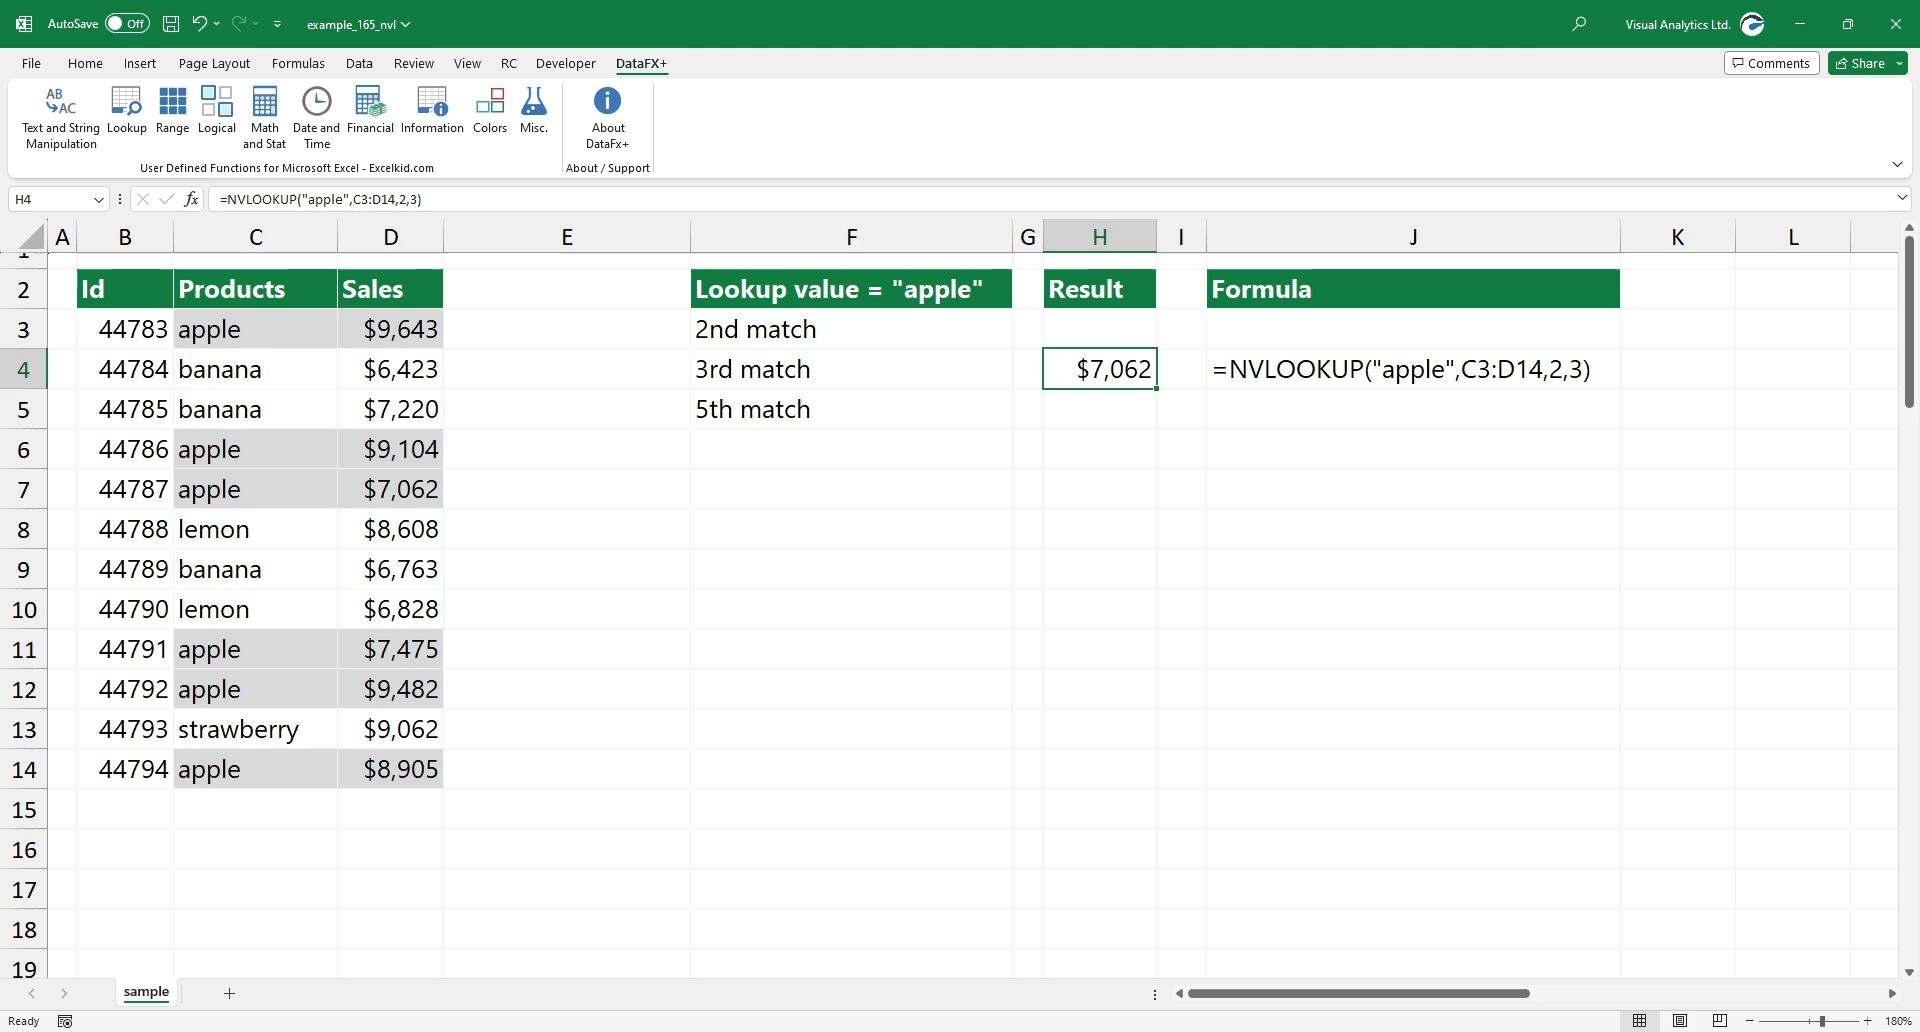 AutoSave Off example_165_nvl Visual Analytics Ltd.
File Home Insert Page Layout Formulas Data Review View RC Developer DataFX+ Comments Share
AB
AC
Text and String Manipulation Lookup Range Logical Math and Stat Date and Time Financial Information Colors Misc. About DataFx+
User Defined Functions for Microsoft Excel - Excelkid.com About / Support
H4 fx =NVLOOKUP("apple",C3:D14,2,3)
A B C D E F G H I J K L
1
2 Id Products Sales Lookup value = "apple" Result Formula
3 44783 apple $9,643 2nd match
4 44784 banana $6,423 3rd match $7,062 =NVLOOKUP("apple",C3:D14,2,3)
5 44785 banana $7,220 5th match
6 44786 apple $9,104
7 44787 apple $7,062
8 44788 lemon $8,608
9 44789 banana $6,763
10 44790 lemon $6,828
11 44791 apple $7,475
12 44792 apple $9,482
13 44793 strawberry $9,062
14 44794 apple $8,905
15
16
17
18
19
sample
Ready 180%